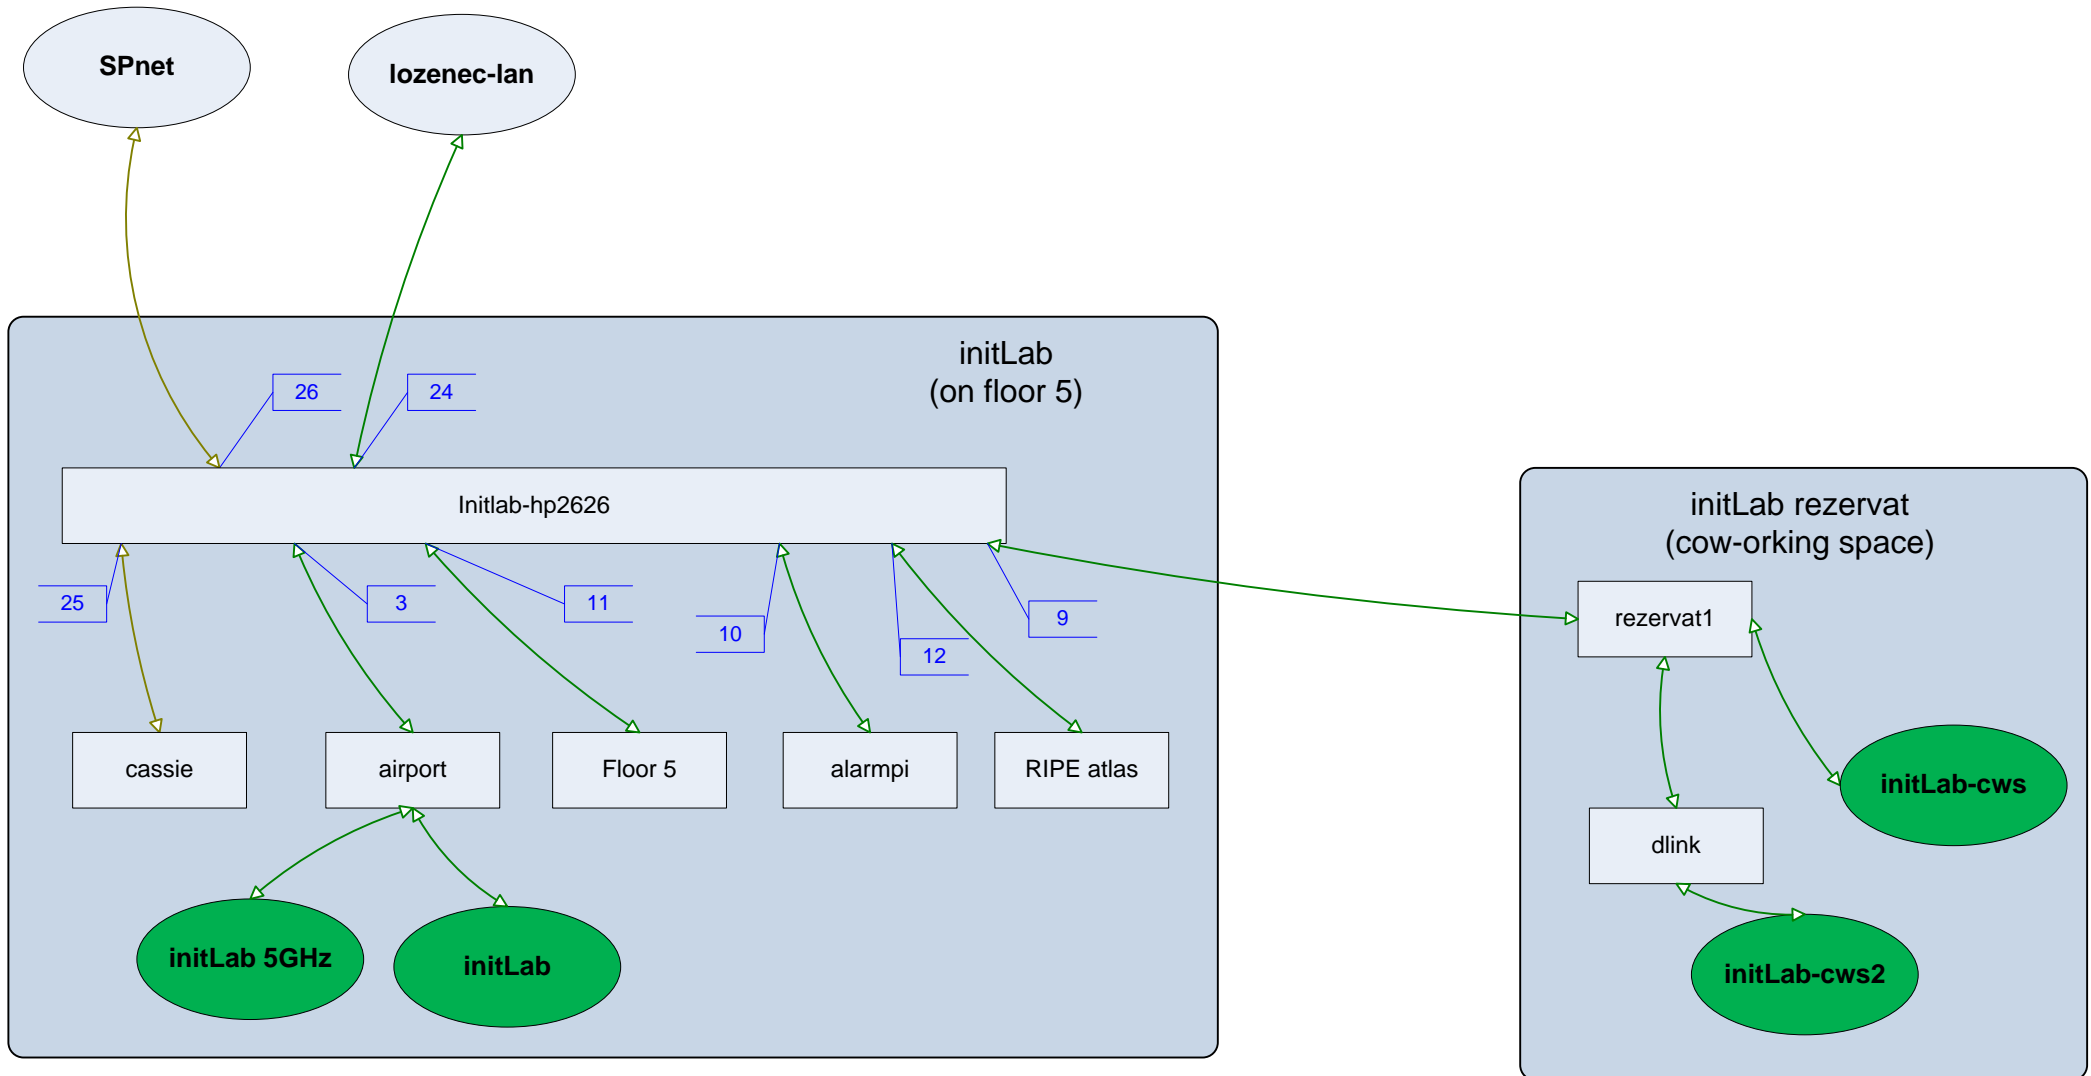 SPnet
lozenec-lan
initLab
(on floor 5)
26
24
Initlab-hp2626
25
3
11
10
12
9
cassie
airport
Floor 5
alarmpi
RIPE atlas
initLab 5GHz
initLab
initLab rezervat
(cow-orking space)
rezervat1
initLab-cws
dlink
initLab-cws2